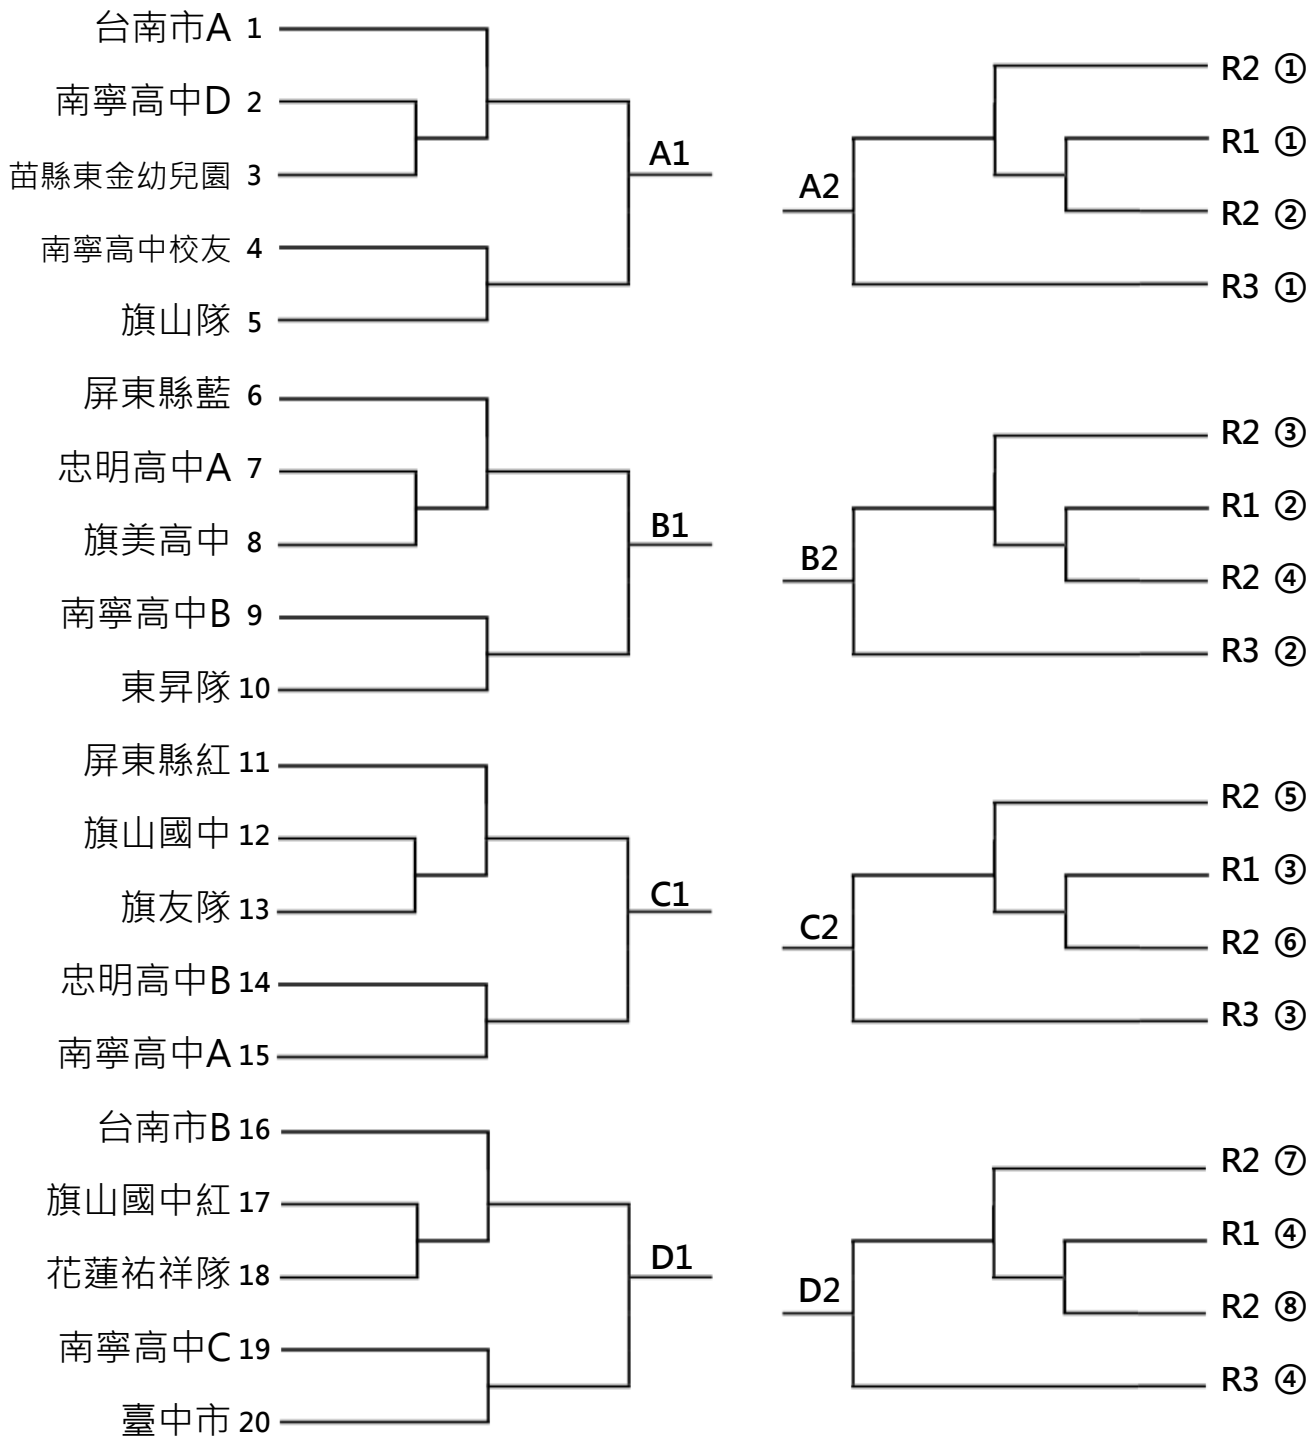 台南市A 1
南寧高中D 2
苗縣東金幼兒園 3
南寧高中校友 4
旗山隊 5
A1
屏東縣藍 6
忠明高中A 7
旗美高中 8
南寧高中B 9
東昇隊 10
B1
屏東縣紅 11
旗山國中 12
旗友隊 13
忠明高中B 14
南寧高中A 15
C1
台南市B 16
旗山國中紅 17
花蓮祐祥隊 18
南寧高中C 19
臺中市 20
D1
R2 ①
R1 ①
A2
R2 ②
R3 ①
R2 ③
R1 ②
B2
R2 ④
R3 ②
R2 ⑤
R1 ③
C2
R2 ⑥
R3 ③
R2 ⑦
R1 ④
D2
R2 ⑧
R3 ④